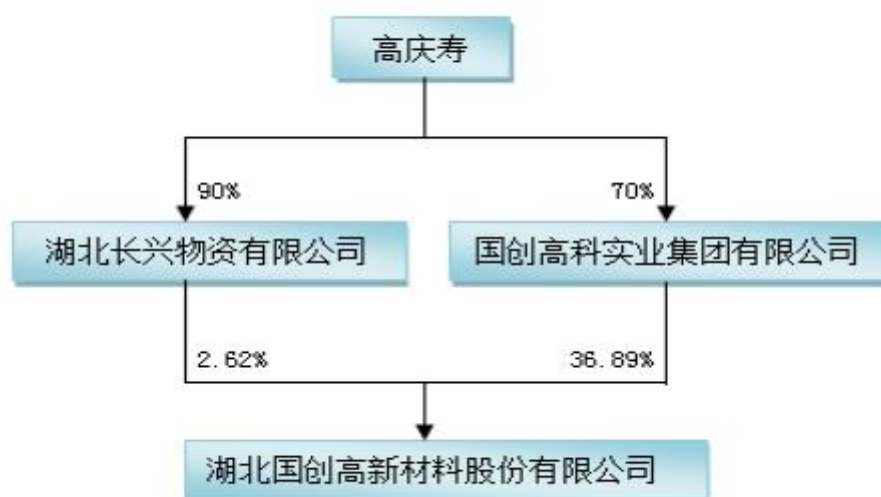 高庆寿
90%
70%
湖北长兴物资有限公司
国创高科实业集团有限公司
2.62%
36.89%
湖北国创高新材料股份有限公司